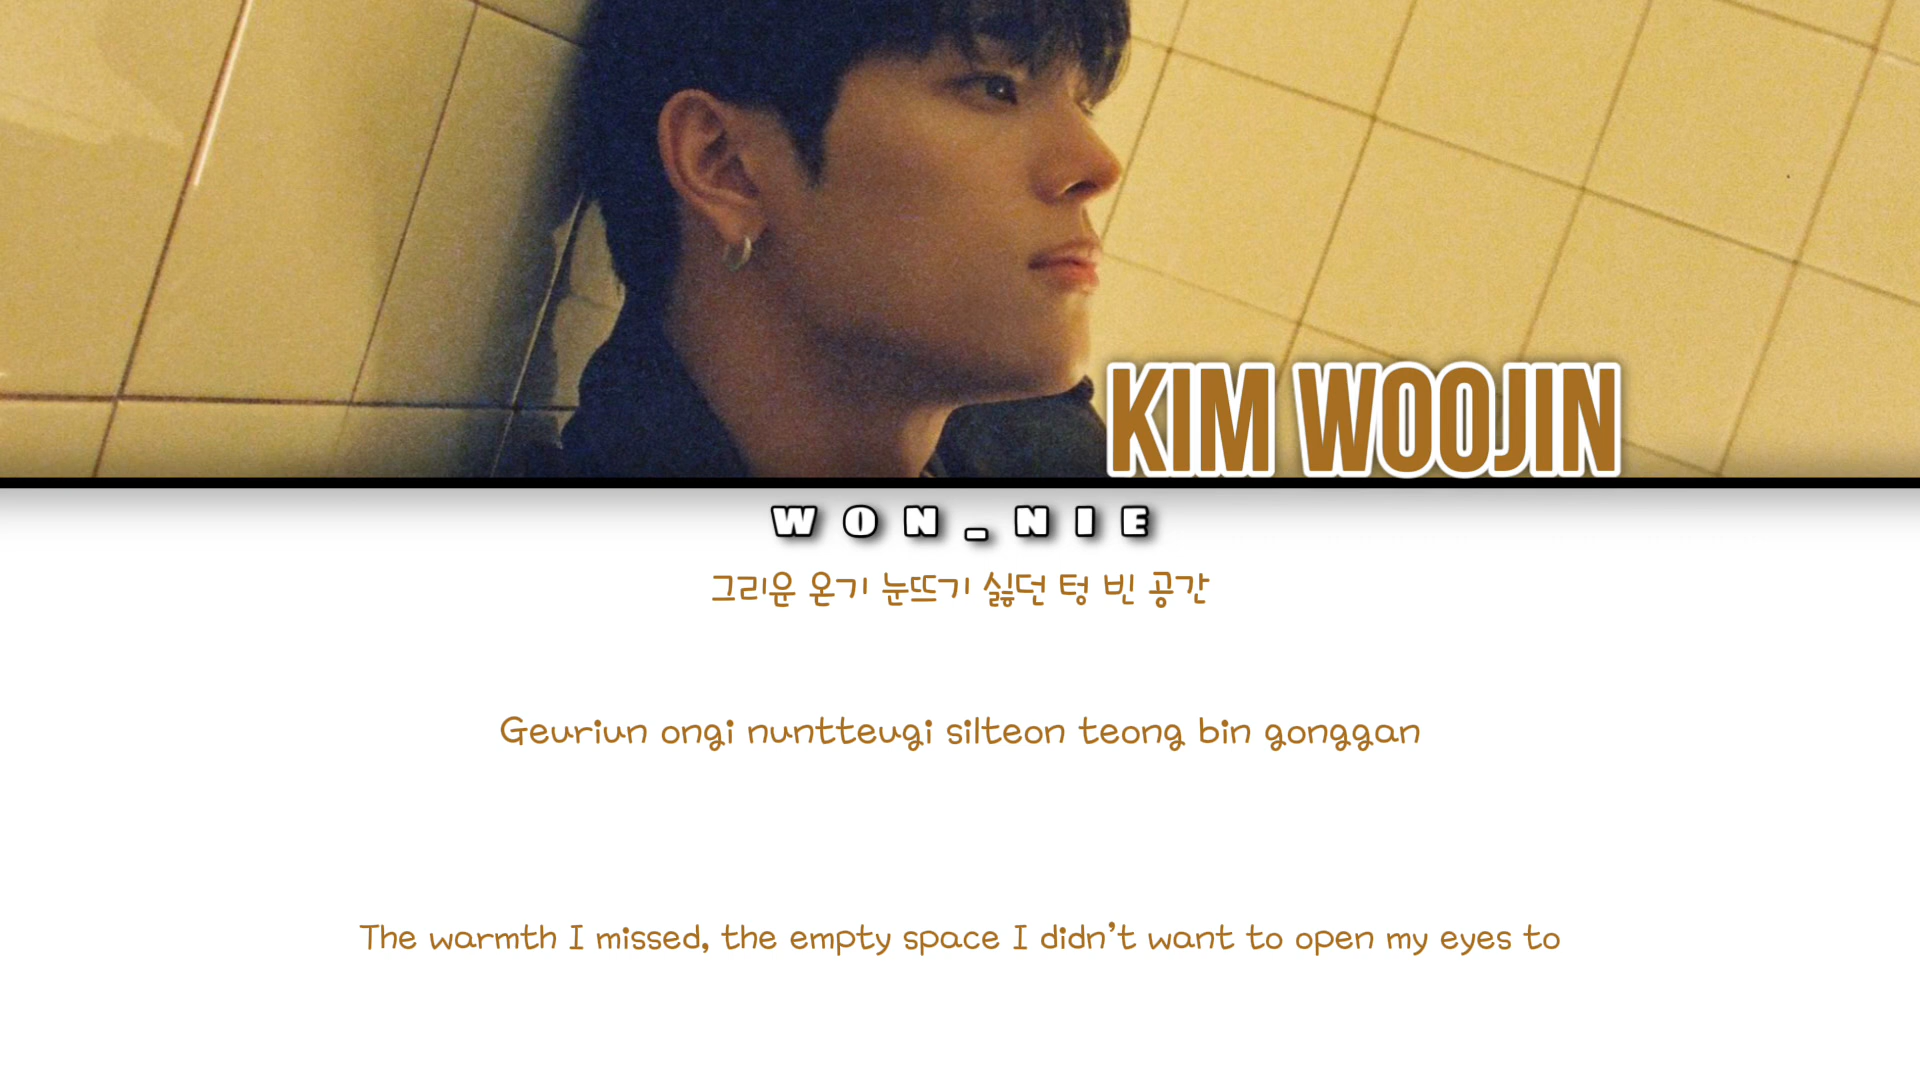 KIM WOOJIN
WON_NIE
그리운 온기 눈뜨기 싫던 텅 빈 공간
Geuriun ongi nuntteugi silteon teong bin gonggan
The warmth I missed, the empty space I didn’t want to open my eyes to